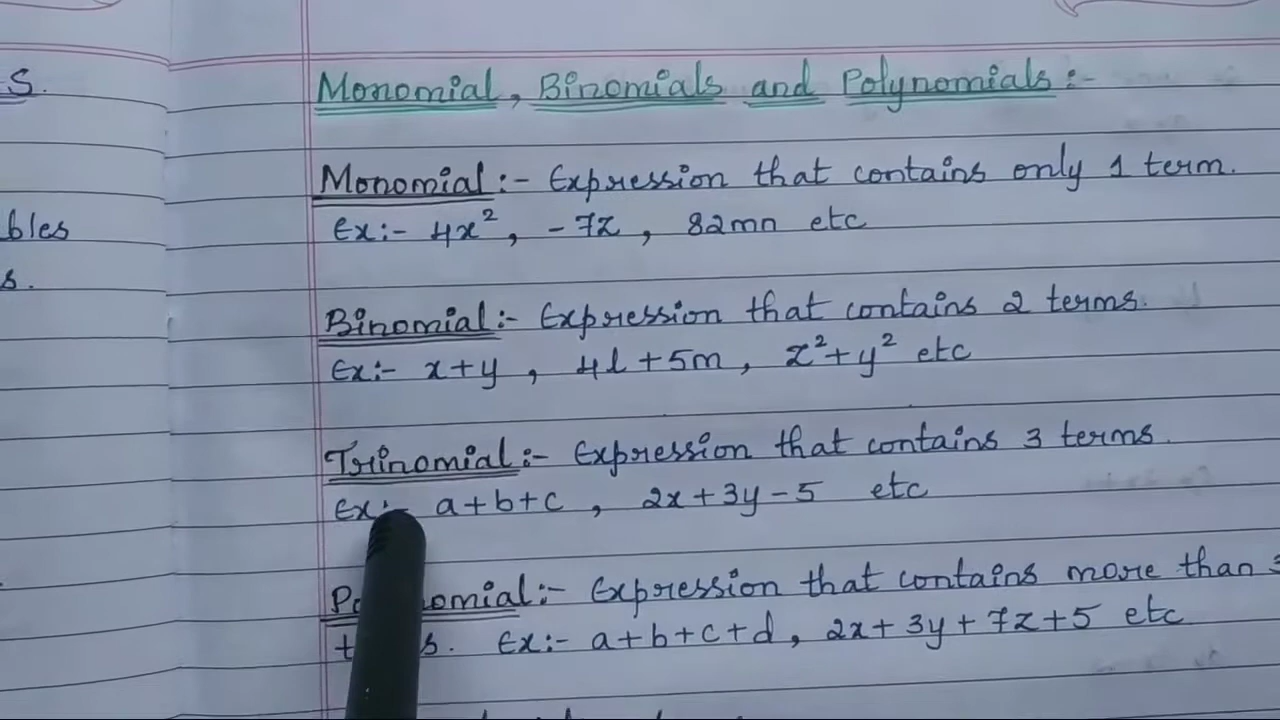 s.
Monomial, Binomials and Polynomials:-
Monomial:- Expression that contains only 1 term.
Ex:- 4x², -7z, 82mn etc
bles
s.
Binomial:- Expression that contains 2 terms.
Ex:- x+y, 4l+5m, z²+y² etc
Trinomial:- Expression that contains 3 terms.
Ex:- a+b+c, 2x+3y-5 etc
:- Expression that contains more than 3
Ex:- a+b+c+d, 2x+3y+7z+5 etc